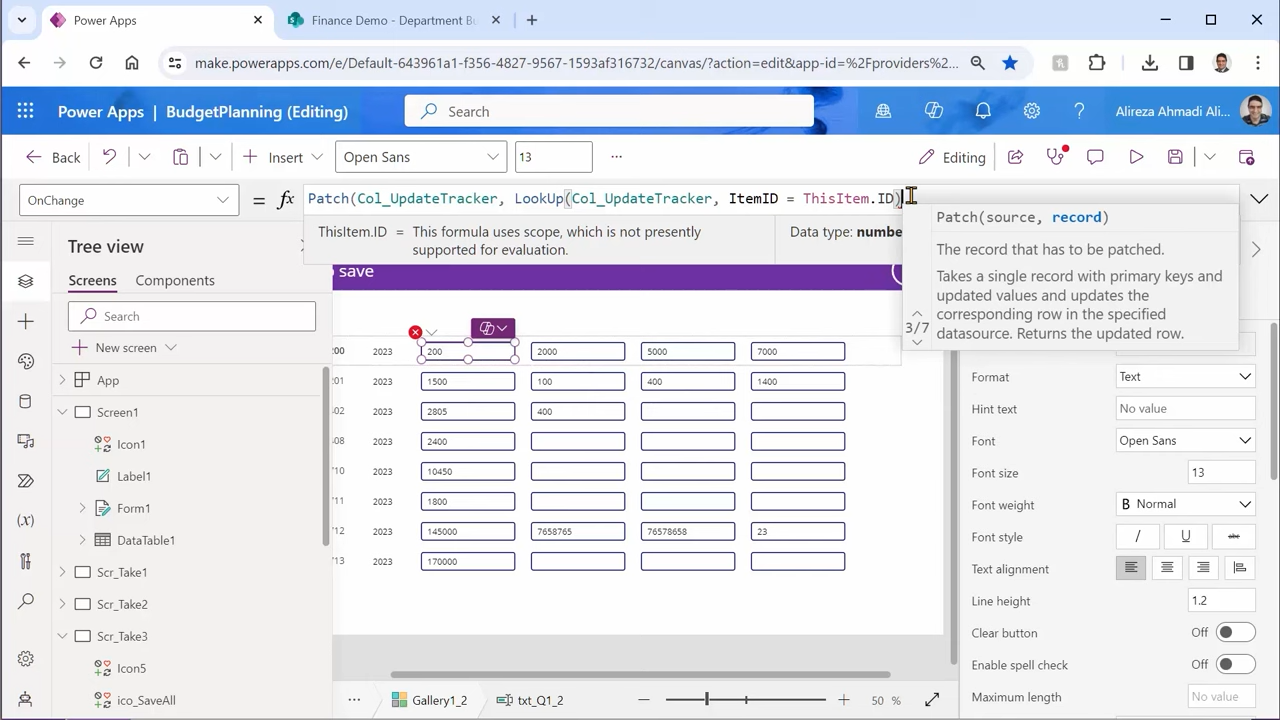 Power Apps
Finance Demo - Department Bu
make.powerapps.com/e/Default-643961a1-f356-4827-9567-1593af316732/canvas/?action=edit&app-id=%2Fproviders%2...
Power Apps | BudgetPlanning (Editing)
Search
Alireza Ahmadi Ali...
Back
Insert
Open Sans
13
...
Editing
OnChange
= fx
Patch(Col_UpdateTracker, LookUp(Col_UpdateTracker, ItemID = ThisItem.ID)
ThisItem.ID = This formula uses scope, which is not presently
supported for evaluation.
Data type: numbe
Patch(source, record)
The record that has to be patched.
Takes a single record with primary keys and
updated values and updates the
corresponding row in the specified
datasource. Returns the updated row.
3/7
Tree view
Screens
Components
Search
New screen
App
Screen1
Icon1
Label1
Form1
DataTable1
Scr_Take1
Scr_Take2
Scr_Take3
Icon5
ico_SaveAll
save
00 2023 200 2000 5000 7000
01 2023 1500 100 400 1400
02 2023 2805 400
08 2023 2400
10 2023 10450
11 2023 1800
12 2023 145000 7658765 76578658 23
13 2023 170000
...
Gallery1_2
txt_Q1_2
50 %
Format
Text
Hint text
No value
Font
Open Sans
Font size
13
Font weight
B Normal
Font style
/ U abc
Text alignment
Line height
1.2
Clear button
Off
Enable spell check
Off
Maximum length
No value